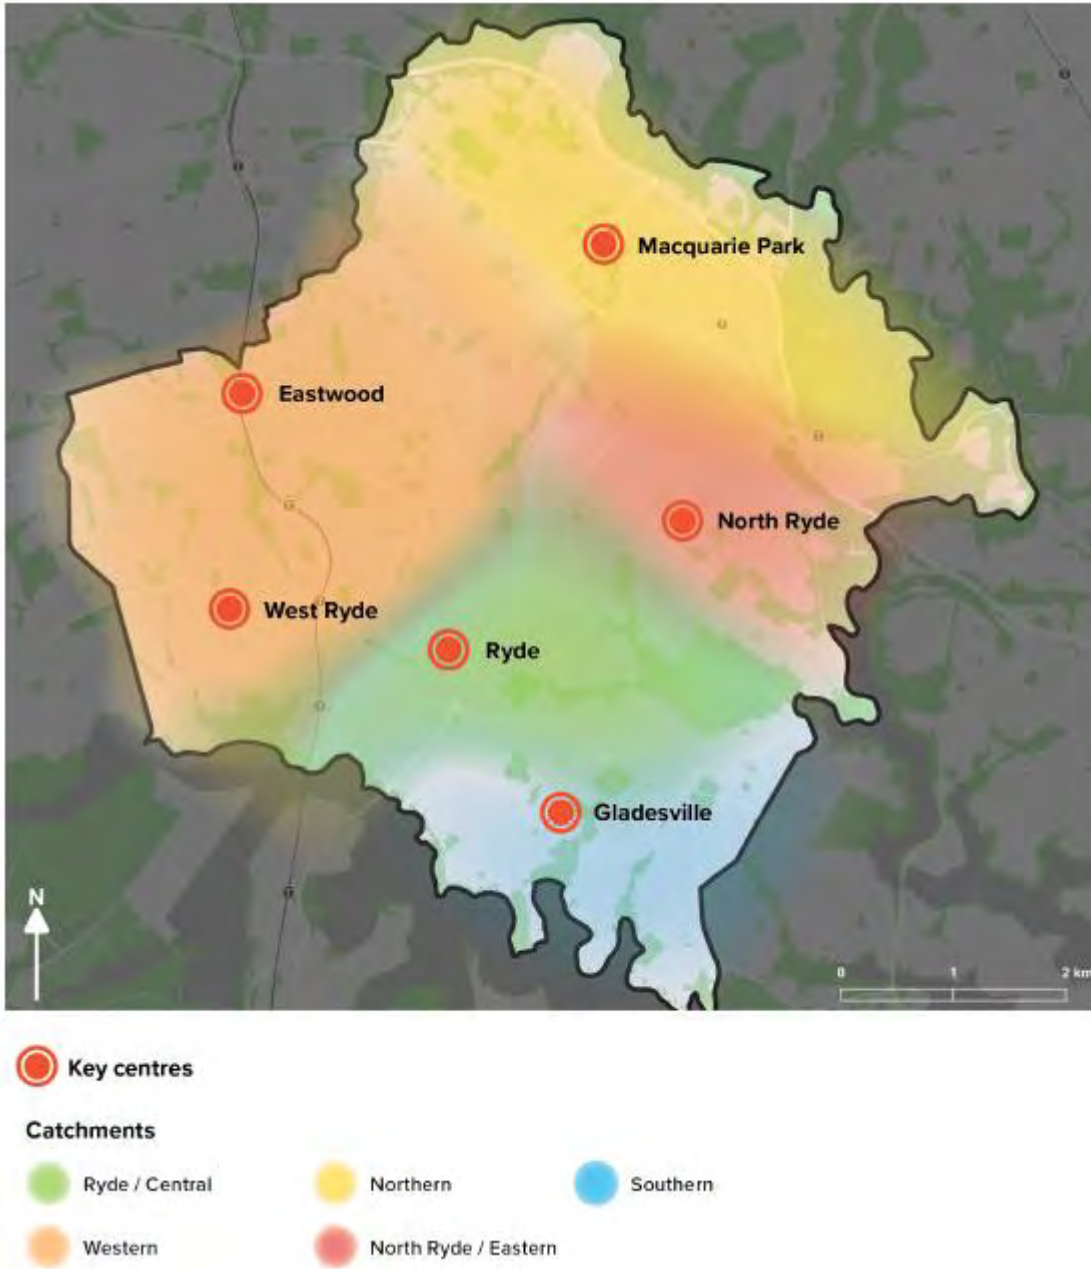 Macquarie Park
Eastwood
North Ryde
West Ryde
Ryde
Gladesville
N
0 1 2 km
Key centres
Catchments
Ryde / Central
Northern
Southern
Western
North Ryde / Eastern